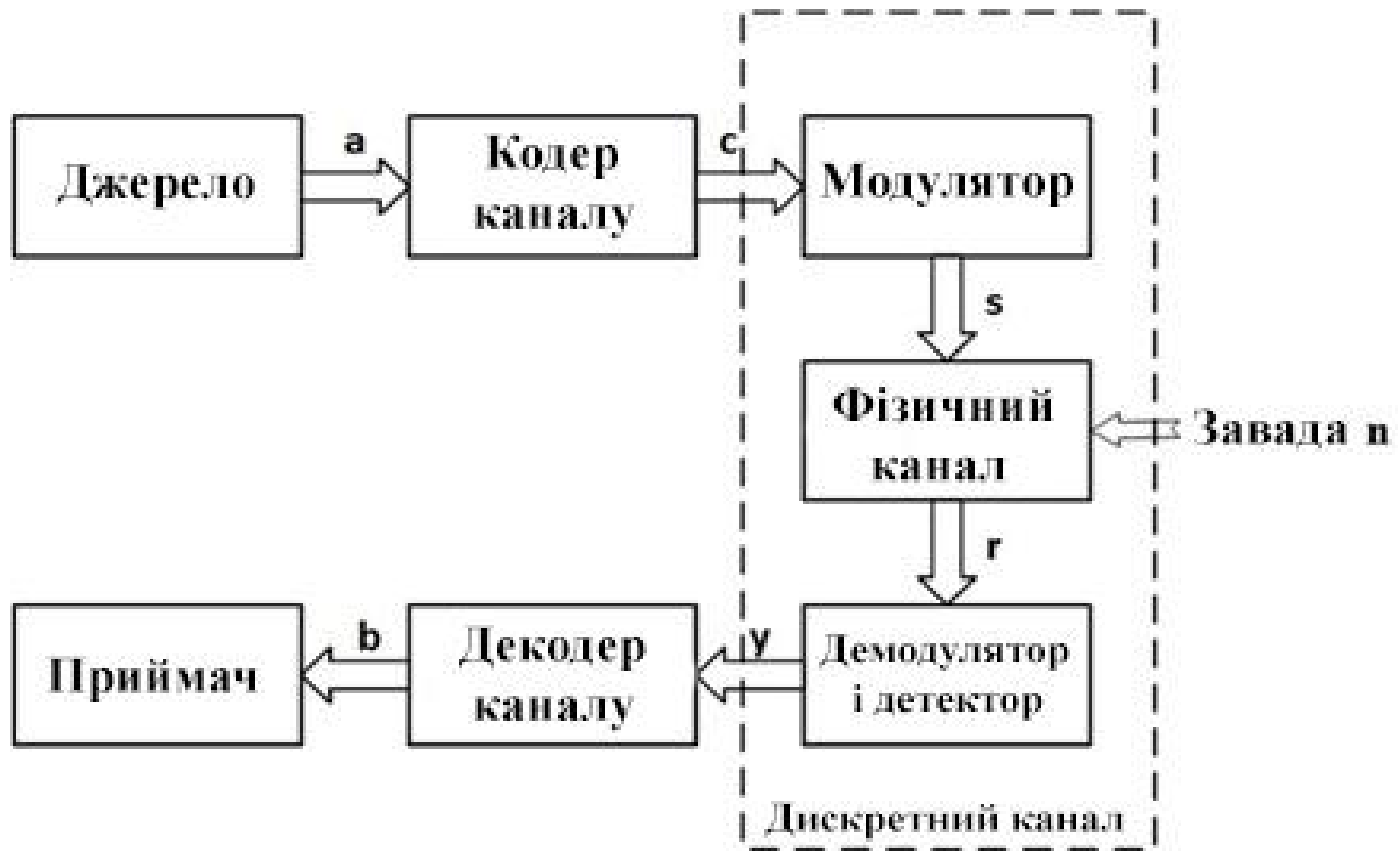 Джерело
a
Кодер
каналу
c
Модулятор
s
Фізичний
канал
Завада n
r
Демодулятор
і детектор
y
Декодер
каналу
b
Приймач
Дискретний канал